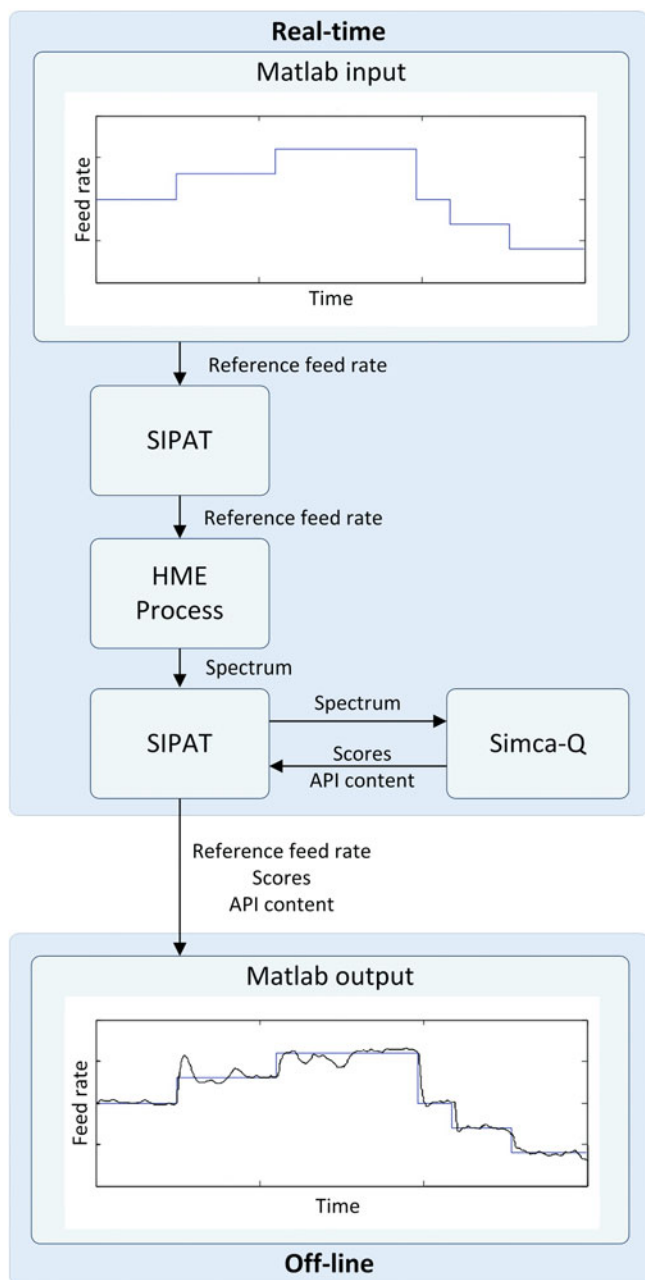 Real-time
Matlab input
Feed rate
Time
Reference feed rate
SIPAT
Reference feed rate
HME
Process
Spectrum
SIPAT
Spectrum
Scores
API content
Simca-Q
Reference feed rate
Scores
API content
Matlab output
Feed rate
Time
Off-line